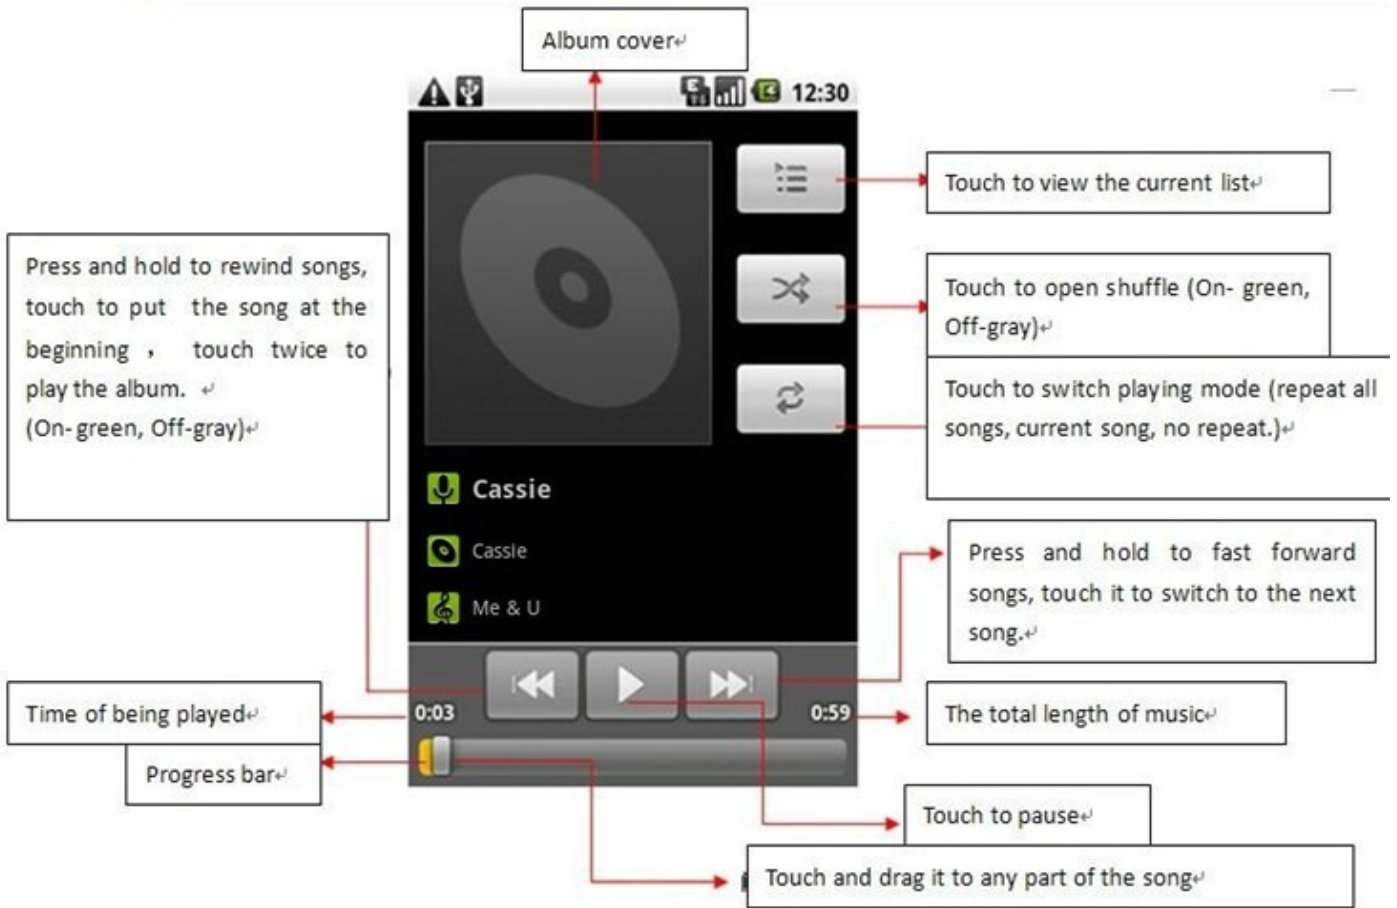 Album cover
12:30
Touch to view the current list
Press and hold to rewind songs,
touch to put the song at the
beginning ， touch twice to
play the album.
(On-green, Off-gray)
Touch to open shuffle (On- green,
Off-gray)
Touch to switch playing mode (repeat all
songs, current song, no repeat.)
Cassie
Cassie
Me & U
Press and hold to fast forward
songs, touch it to switch to the next
song.
Time of being played
0:03
0:59
The total length of music
Progress bar
Touch to pause
Touch and drag it to any part of the song